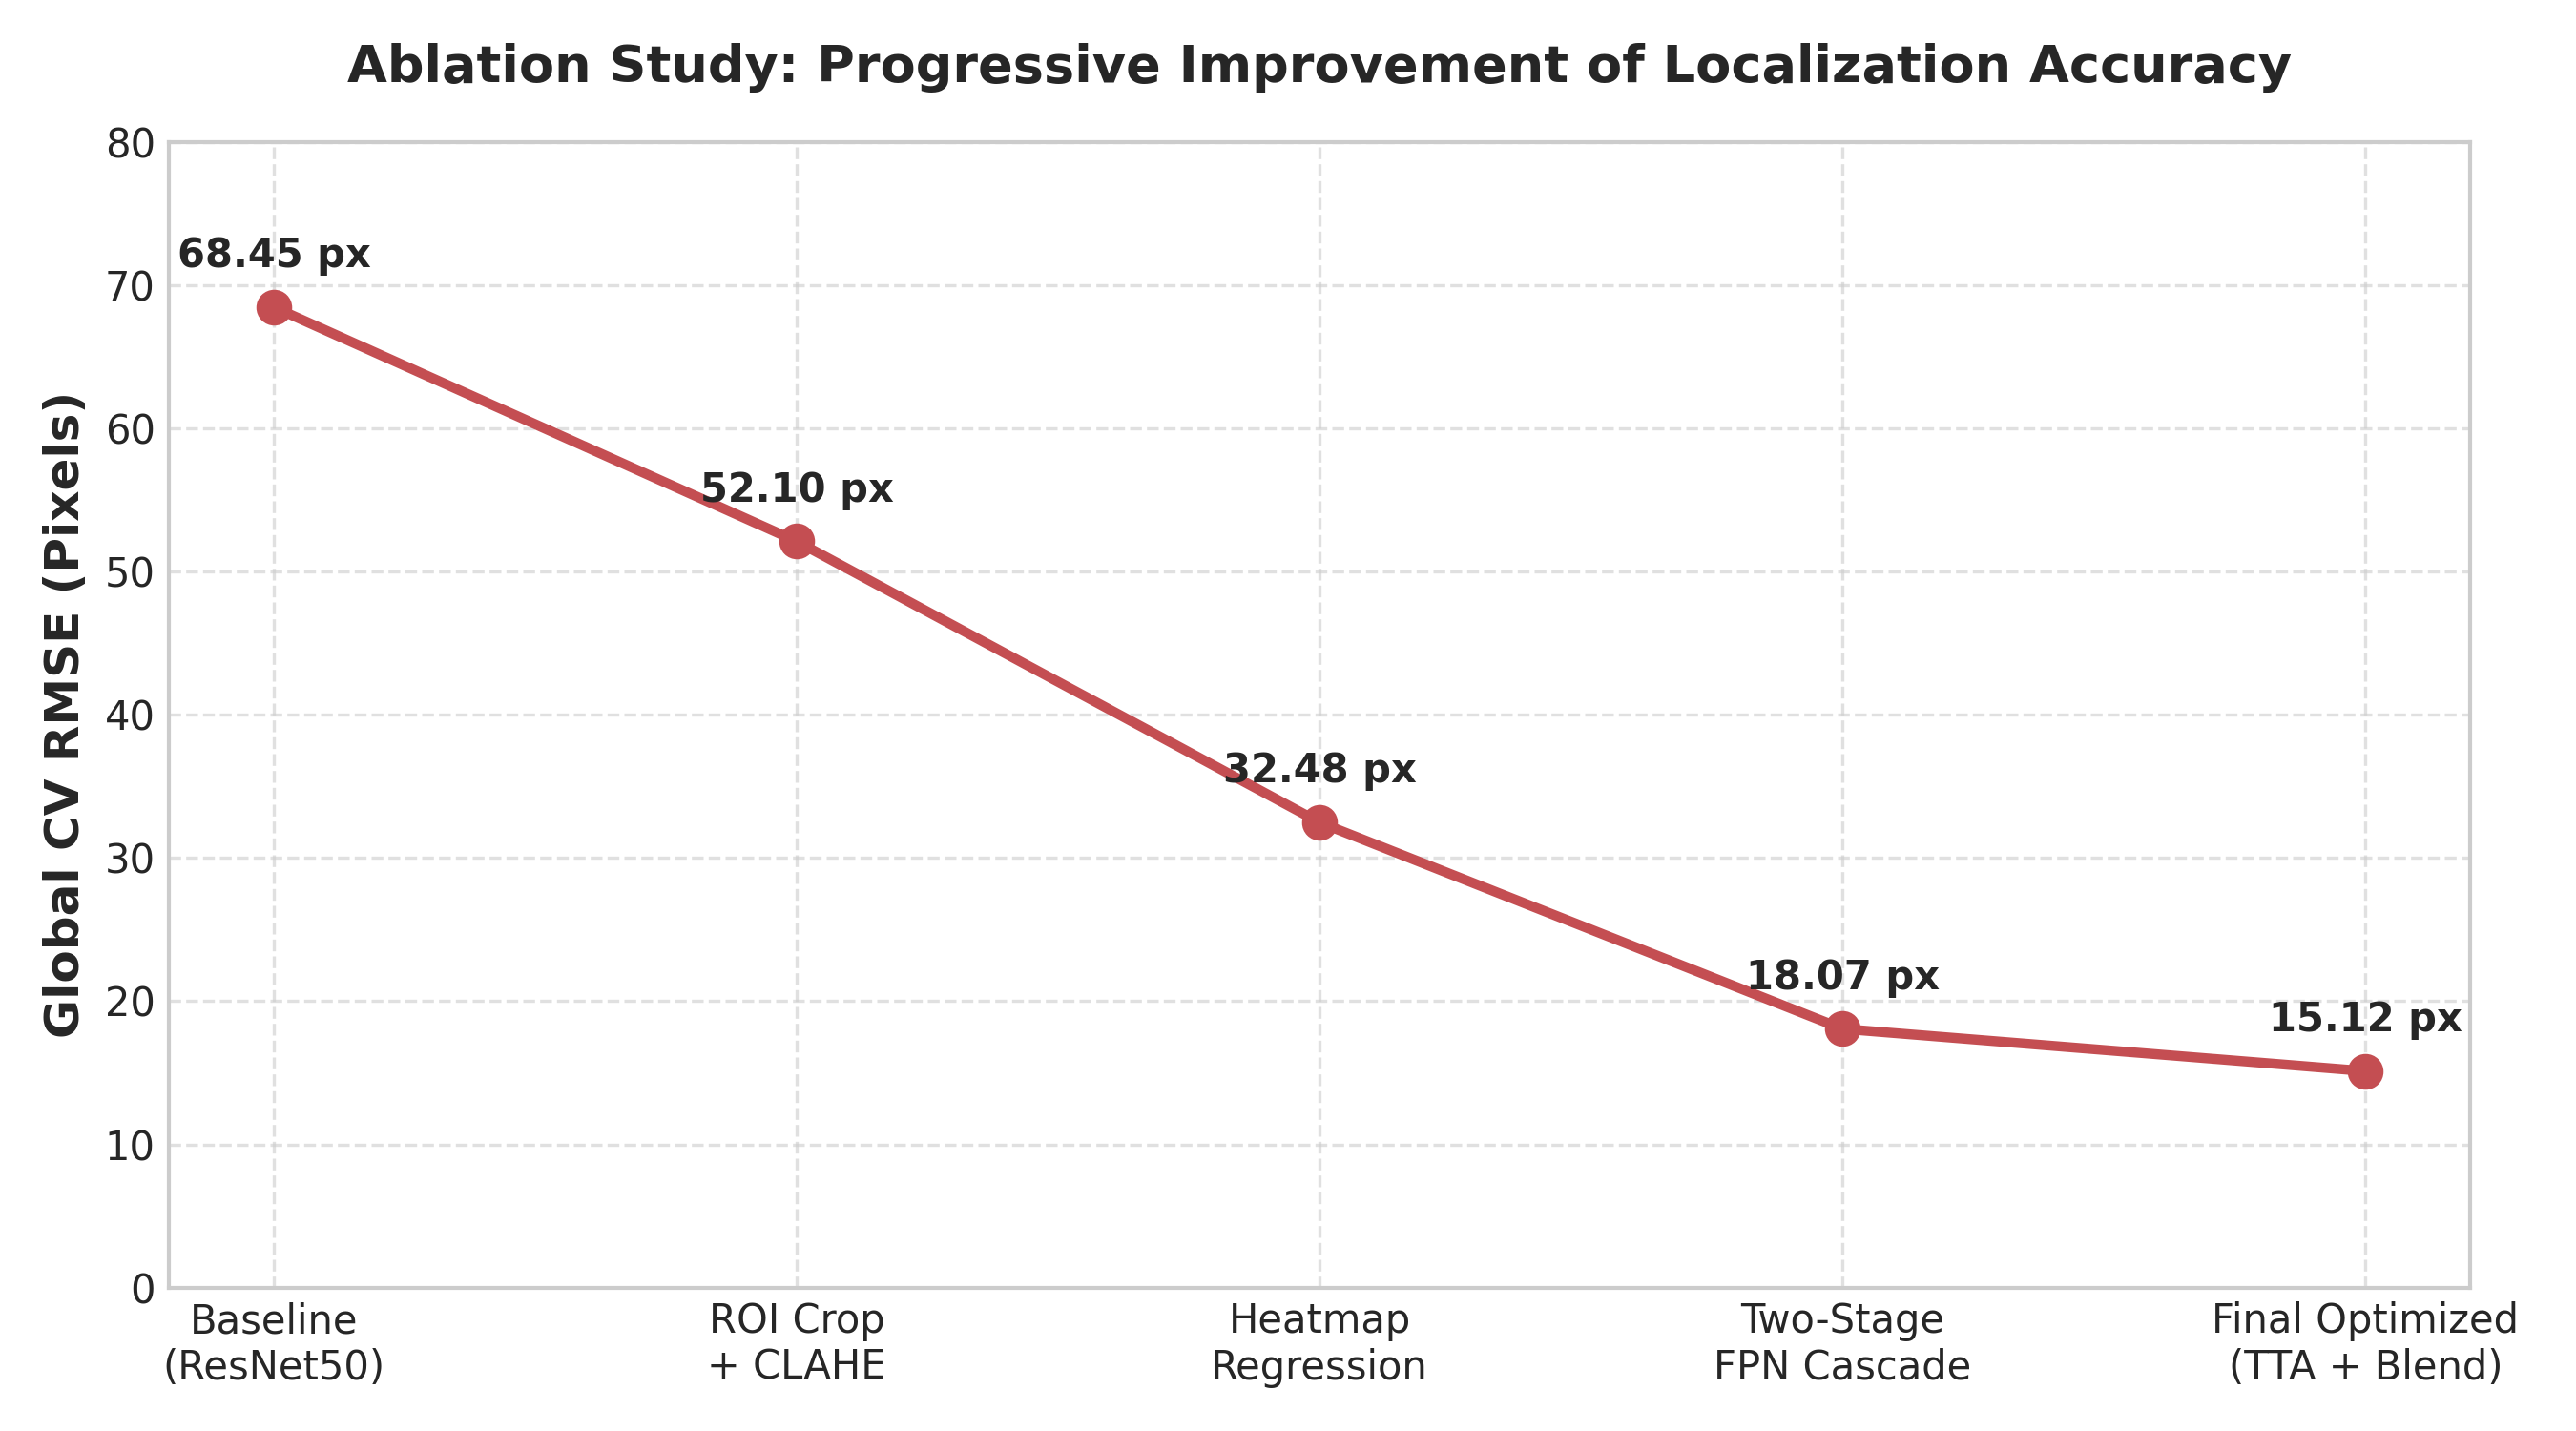 Ablation Study: Progressive Improvement of Localization Accuracy
Global CV RMSE (Pixels)
80
70
60
50
40
30
20
10
0
68.45 px
52.10 px
32.48 px
18.07 px
15.12 px
Baseline
(ResNet50)
ROI Crop
+ CLAHE
Heatmap
Regression
Two-Stage
FPN Cascade
Final Optimized
(TTA + Blend)